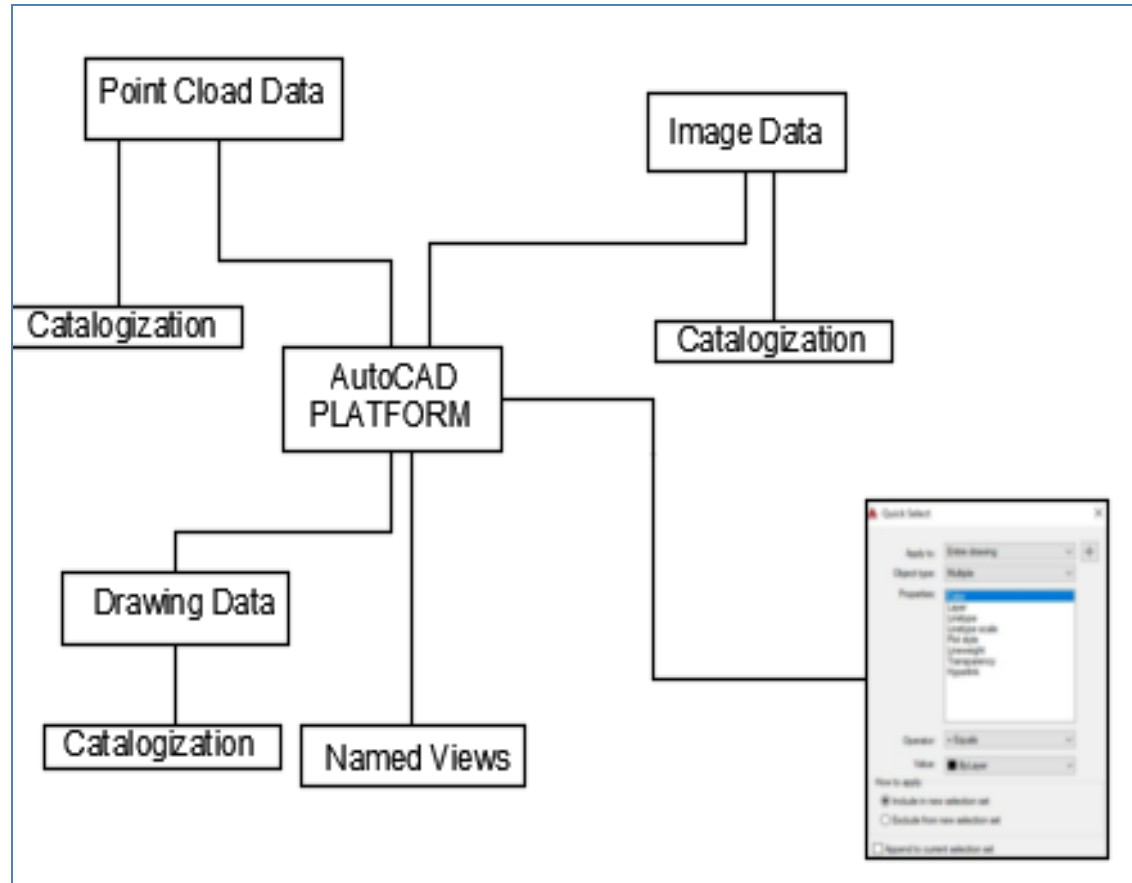 Point Cload Data
Image Data
Catalogization
Catalogization
AutoCAD
PLATFORM
Drawing Data
Catalogization
Named Views
Quick Select
Apply to
Entire drawing
Object type
Multiple
Properties
Color
Layer
Linetype
Linetype scale
Plot style
Lineweight
Transparency
Hyperlink
Operator
= Equals
Value
ByLayer
How to apply
Include in new selection set
Exclude from new selection set
Append to current selection set